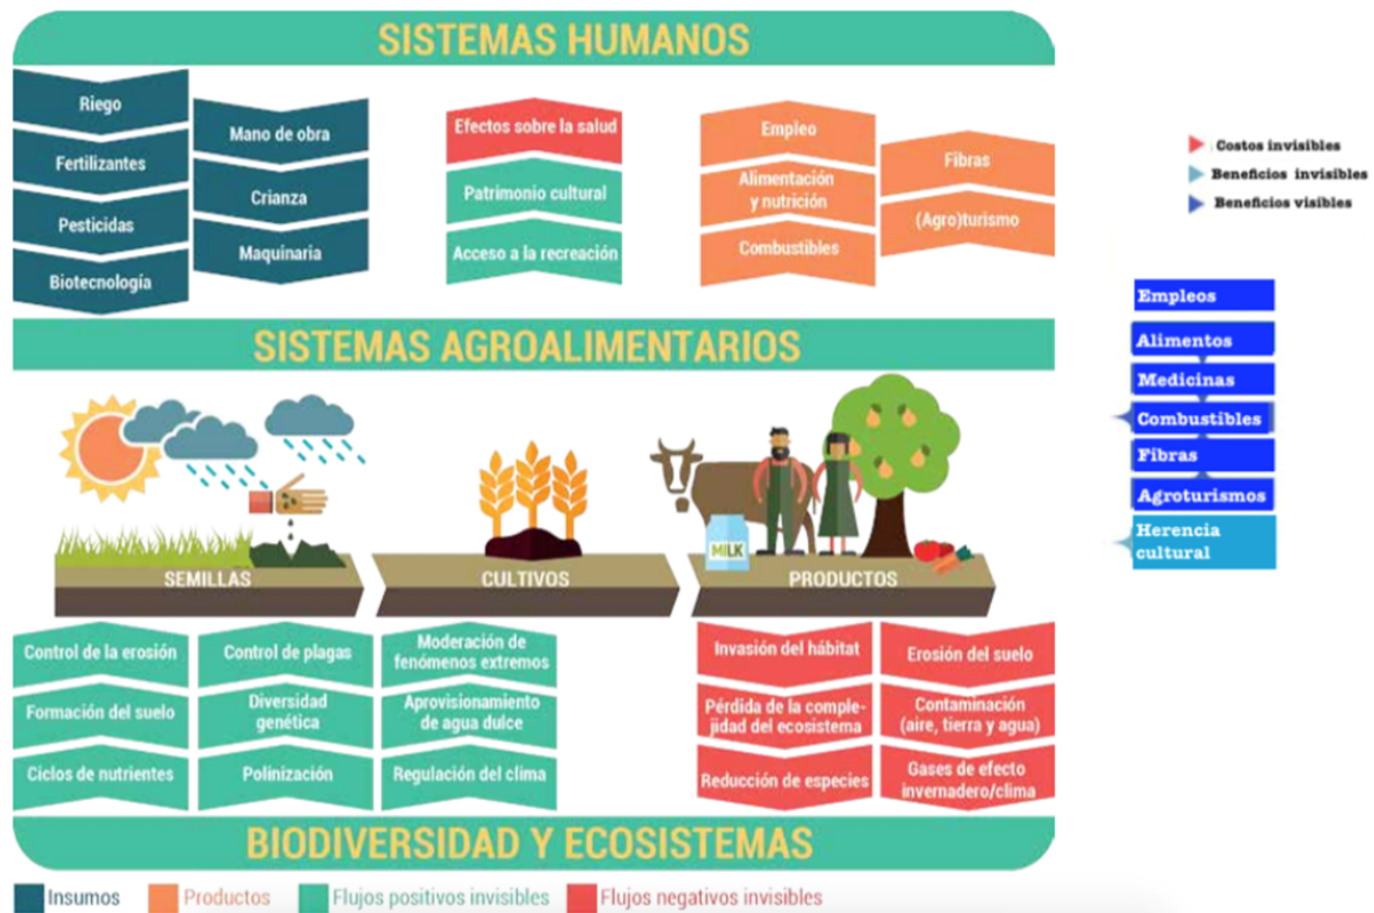 SISTEMAS HUMANOS
Riego
Fertilizantes
Pesticidas
Biotecnología
Mano de obra
Crianza
Maquinaria
Efectos sobre la salud
Patrimonio cultural
Acceso a la recreación
Empleo
Alimentación
y nutrición
Combustibles
Fibras
(Agro)turismo
SISTEMAS AGROALIMENTARIOS
MILK
SEMILLAS
CULTIVOS
PRODUCTOS
Control de la erosión
Formación del suelo
Ciclos de nutrientes
Control de plagas
Diversidad
genética
Polinización
Moderación de
fenómenos extremos
Aprovisionamiento
de agua dulce
Regulación del clima
Invasión del hábitat
Pérdida de la comple-
jidad del ecosistema
Reducción de especies
Erosión del suelo
Contaminación
(aire, tierra y agua)
Gases de efecto
invernadero/clima
BIODIVERSIDAD Y ECOSISTEMAS
Insumos
Productos
Flujos positivos invisibles
Flujos negativos invisibles
Costos invisibles
Beneficios invisibles
Beneficios visibles
Empleos
Alimentos
Medicinas
Combustibles
Fibras
Agroturismos
Herencia
cultural